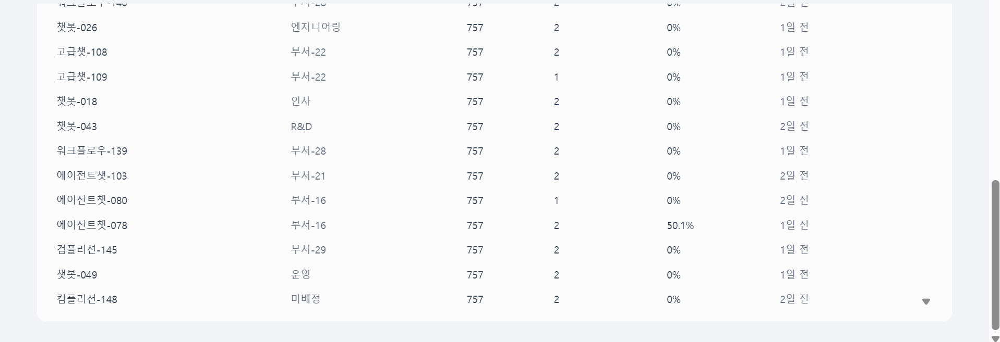 챗봇-026 엔지니어링 757 2 0% 1일 전
고급챗-108 부서-22 757 2 0% 1일 전
고급챗-109 부서-22 757 1 0% 1일 전
챗봇-018 인사 757 2 0% 1일 전
챗봇-043 R&D 757 2 0% 2일 전
워크플로우-139 부서-28 757 2 0% 1일 전
에이전트챗-103 부서-21 757 2 0% 2일 전
에이전트챗-080 부서-16 757 1 0% 2일 전
에이전트챗-078 부서-16 757 2 50.1% 1일 전
컴플리션-145 부서-29 757 2 0% 1일 전
챗봇-049 운영 757 2 0% 1일 전
컴플리션-148 미배정 757 2 0% 2일 전